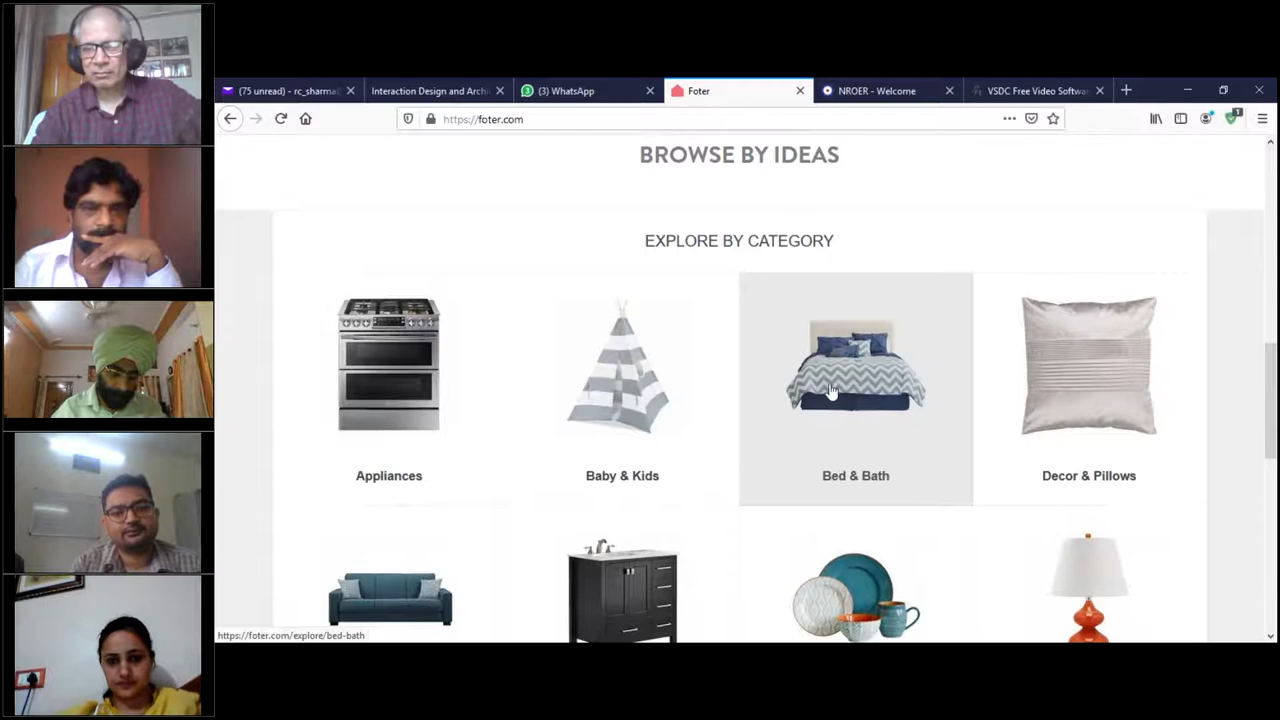 (75 unread) - rc_sharma@
Interaction Design and Archi
(3) WhatsApp
Foter
NROER - Welcome
VSDC Free Video Softwa
https://foter.com
BROWSE BY IDEAS
EXPLORE BY CATEGORY
Appliances
Baby & Kids
Bed & Bath
Decor & Pillows
https://foter.com/explore/bed-bath